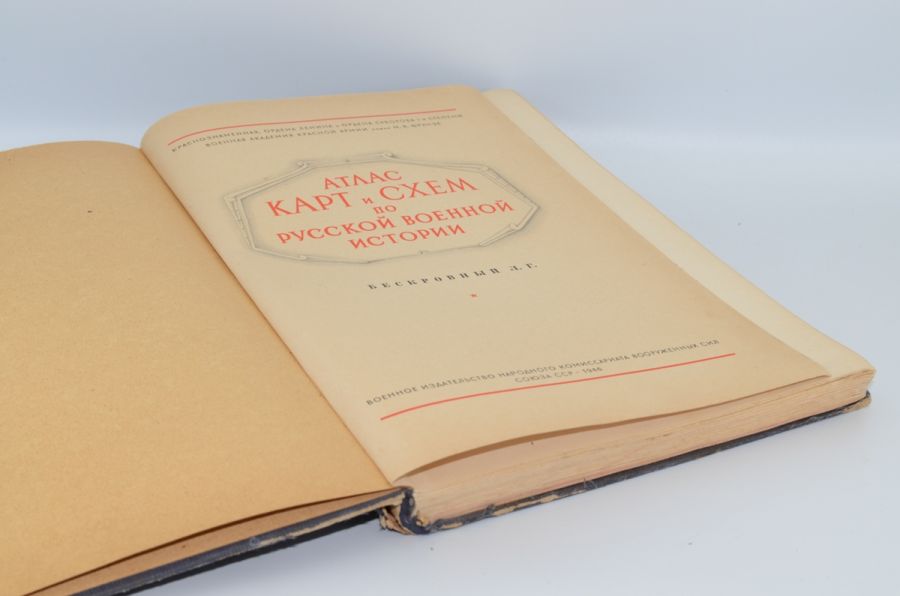 КРАСНОЗНАМЕННАЯ, ОРДЕНА ЛЕНИНА и ОРДЕНА СУВОРОВА 1-й СТЕПЕНИ
ВОЕННАЯ АКАДЕМИЯ КРАСНОЙ АРМИИ имени М. В. ФРУНЗЕ
АТЛАС
КАРТ и СХЕМ
ПО
РУССКОЙ ВОЕННОЙ
ИСТОРИИ
БЕСКРОВНЫЙ Л. Г.
ВОЕННОЕ ИЗДАТЕЛЬСТВО НАРОДНОГО КОМИССАРИАТА ВООРУЖЕННЫХ СИЛ
СОЮЗА ССР · 1946